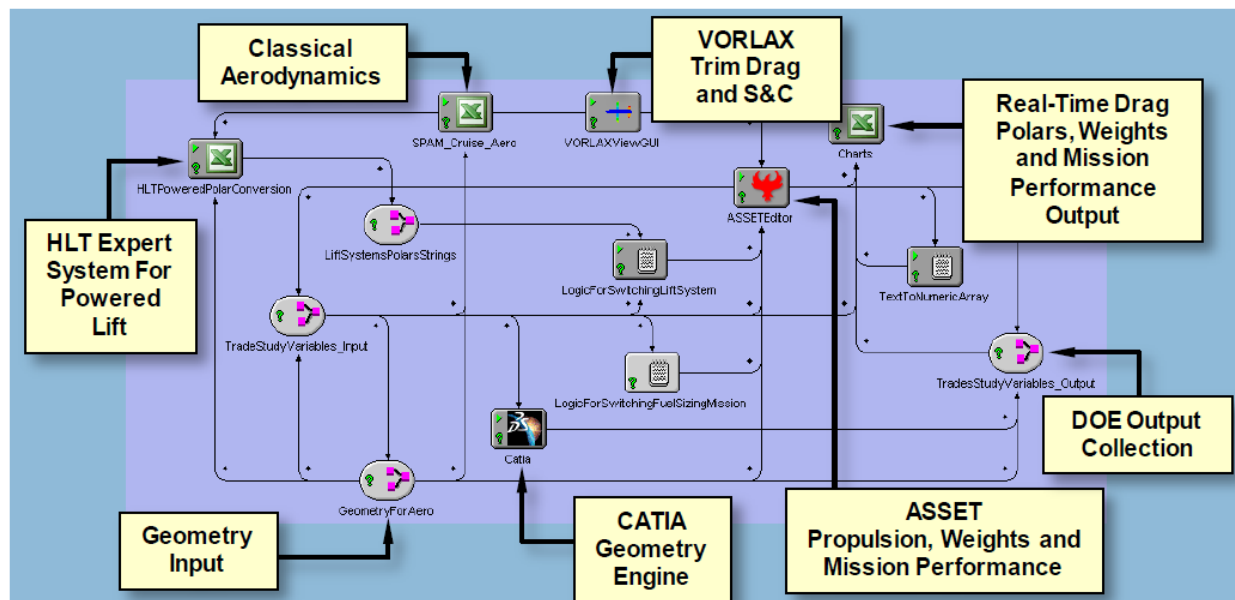 Classical
Aerodynamics
VORLAX
Trim Drag
and S&C
Real-Time Drag
Polars, Weights
and Mission
Performance
Output
SPAM_Cruise_Aero
VORLAXViewGUI
Charts
HLTPoweredPolarConversion
ASSETEditor
HLT Expert
System For
Powered
Lift
LiftSystemsPolarsStrings
LogicForSwitchingLiftSystem
TextToNumericArray
TradeStudyVariables_Input
LogicForSwitchingFuelSizingMission
TradesStudyVariables_Output
Catia
DOE Output
Collection
GeometryForAero
Geometry
Input
CATIA
Geometry
Engine
ASSET
Propulsion, Weights and
Mission Performance